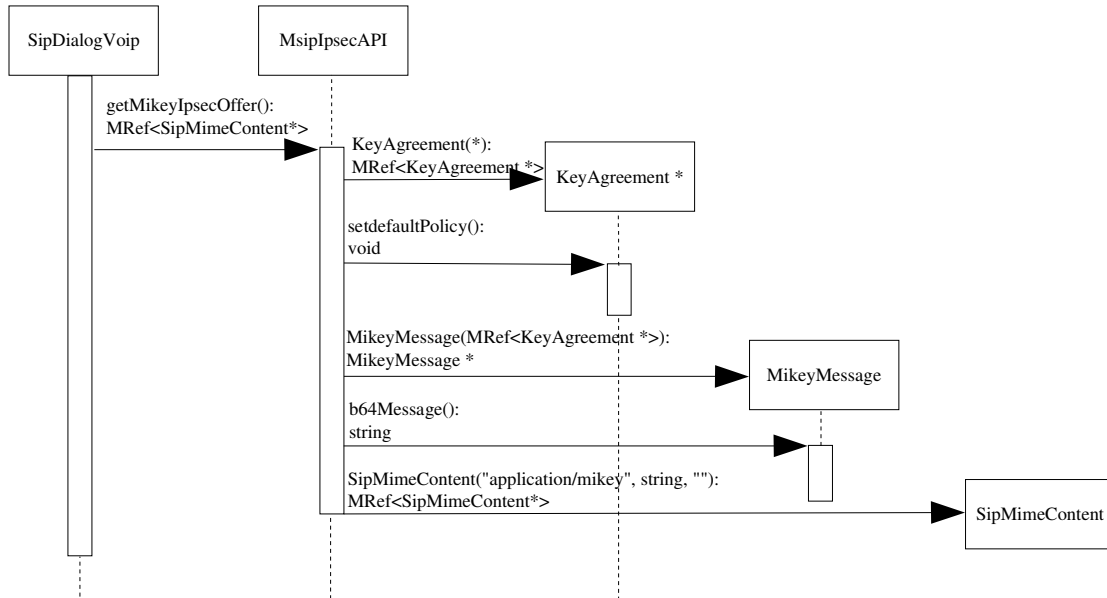 SipDialogVoip
MsipIpsecAPI
getMikeyIpsecOffer():
MRef<SipMimeContent*>
KeyAgreement(*):
MRef<KeyAgreement *>
KeyAgreement *
setdefaultPolicy():
void
MikeyMessage(MRef<KeyAgreement *>):
MikeyMessage *
MikeyMessage
b64Message():
string
SipMimeContent("application/mikey", string, ""):
MRef<SipMimeContent*>
SipMimeContent